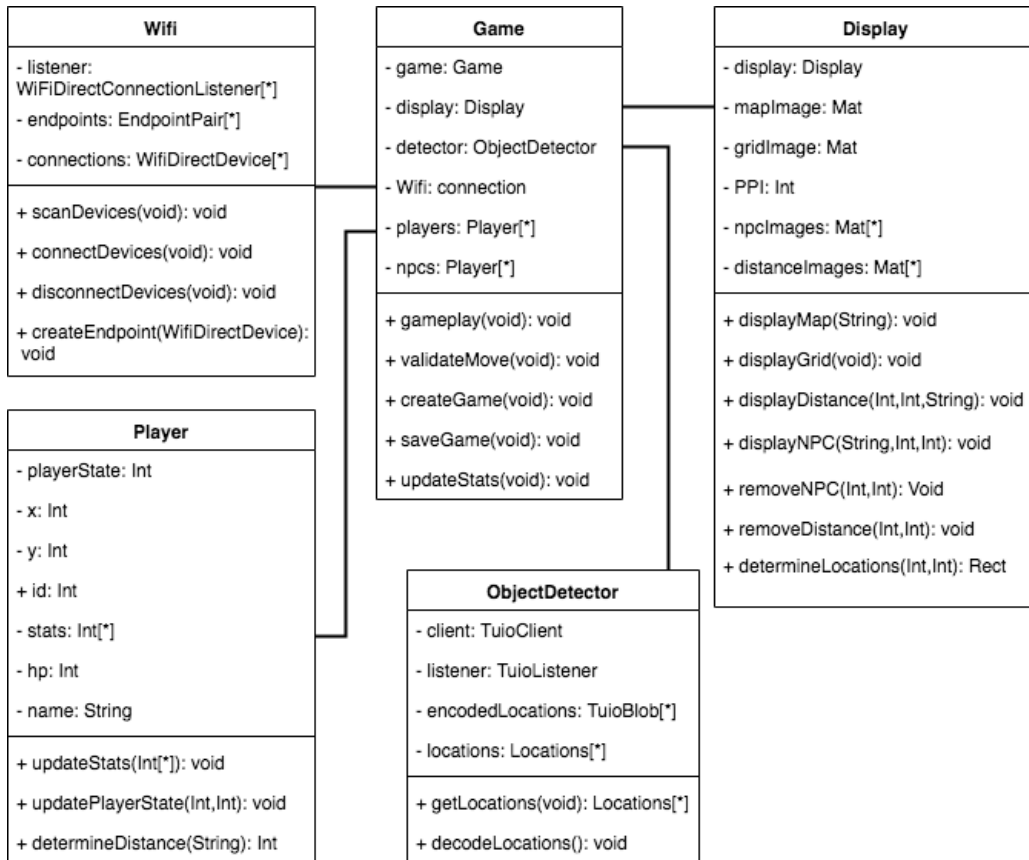 Wifi
- listener:
WiFiDirectConnectionListener[*]
- endpoints: EndpointPair[*]
- connections: WifiDirectDevice[*]
+ scanDevices(void): void
+ connectDevices(void): void
+ disconnectDevices(void): void
+ createEndpoint(WifiDirectDevice):
void
Game
- game: Game
- display: Display
- detector: ObjectDetector
- Wifi: connection
- players: Player[*]
- npcs: Player[*]
+ gameplay(void): void
+ validateMove(void): void
+ createGame(void): void
+ saveGame(void): void
+ updateStats(void): void
Display
- display: Display
- mapImage: Mat
- gridImage: Mat
- PPI: Int
- npcImages: Mat[*]
- distanceImages: Mat[*]
+ displayMap(String): void
+ displayGrid(void): void
+ displayDistance(Int,Int,String): void
+ displayNPC(String,Int,Int): void
+ removeNPC(Int,Int): Void
+ removeDistance(Int,Int): void
+ determineLocations(Int,Int): Rect
Player
- playerState: Int
- x: Int
- y: Int
+ id: Int
- stats: Int[*]
- hp: Int
- name: String
+ updateStats(Int[*]): void
+ updatePlayerState(Int,Int): void
+ determineDistance(String): Int
ObjectDetector
- client: TuioClient
- listener: TuioListener
- encodedLocations: TuioBlob[*]
- locations: Locations[*]
+ getLocations(void): Locations[*]
+ decodeLocations(): void